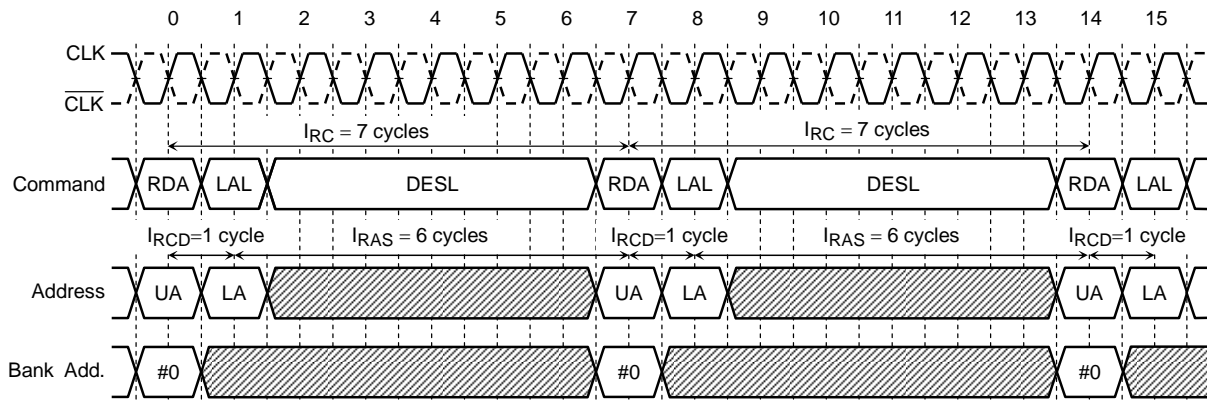 0 1 2 3 4 5 6 7 8 9 10 11 12 13 14 15
CLK
CLK
IRC = 7 cycles IRC = 7 cycles
Command RDA LAL DESL RDA LAL DESL RDA LAL
IRCD=1 cycle IRAS = 6 cycles IRCD=1 cycle IRAS = 6 cycles IRCD=1 cycle
Address UA LA UA LA UA LA
Bank Add. #0 #0 #0